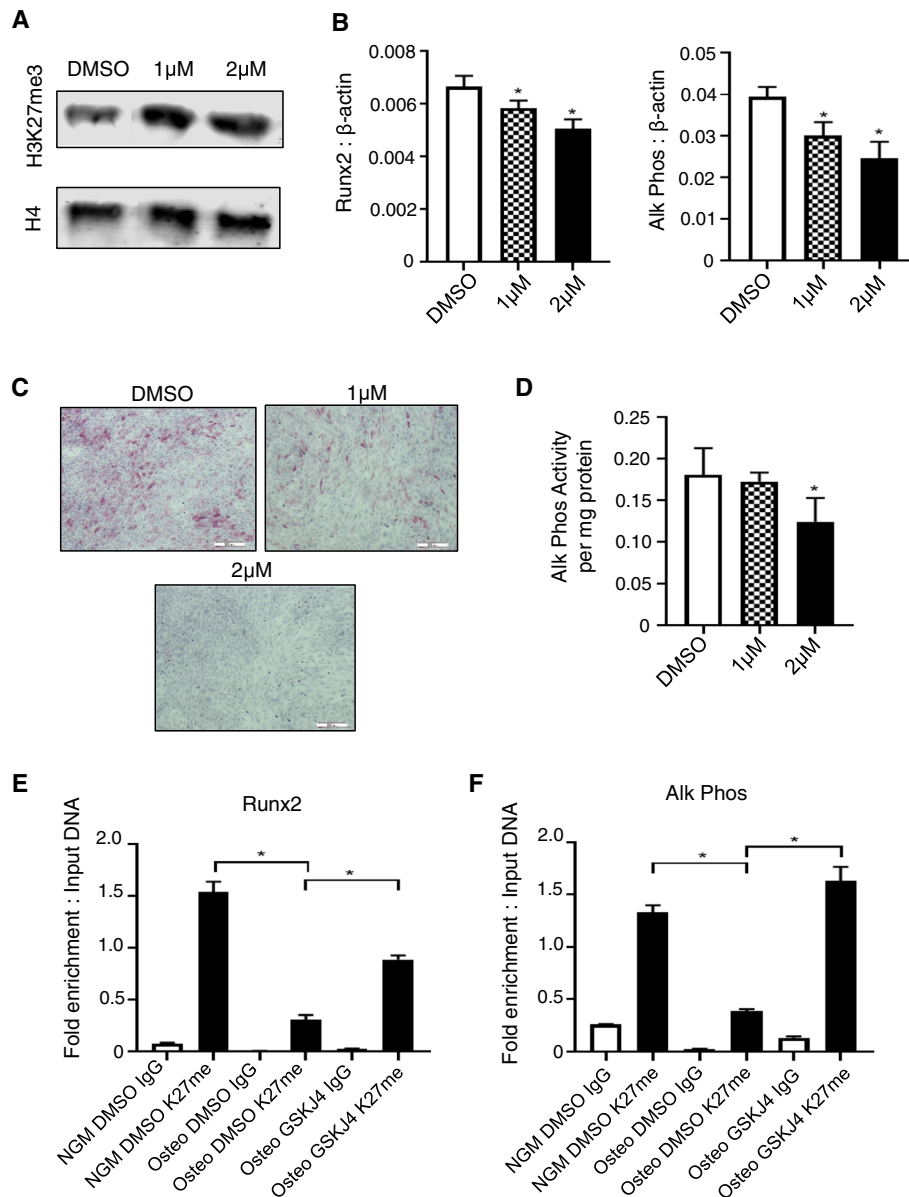 A
DMSO 1µM 2µM
H3K27me3
H4
B
Runx2 : β-actin
0.008
0.006
0.004
0.002
0
* *
DMSO 1µM 2µM
Alk Phos : β-actin
0.05
0.04
0.03
0.02
0.01
0
* *
DMSO 1µM 2µM
C
DMSO
1µM
2µM
D
Alk Phos Activity
per mg protein
0.25
0.20
0.15
0.10
0.05
0
*
DMSO 1µM 2µM
E
Runx2
Fold enrichment : Input DNA
2.0
1.5
1.0
0.5
0
* *
NGM DMSO IgG
NGM DMSO K27me
Osteo DMSO IgG
Osteo DMSO K27me
Osteo GSKJ4 IgG
Osteo GSKJ4 K27me
F
Alk Phos
Fold enrichment : Input DNA
2.0
1.5
1.0
0.5
0
* *
NGM DMSO IgG
NGM DMSO K27me
Osteo DMSO IgG
Osteo DMSO K27me
Osteo GSKJ4 IgG
Osteo GSKJ4 K27me